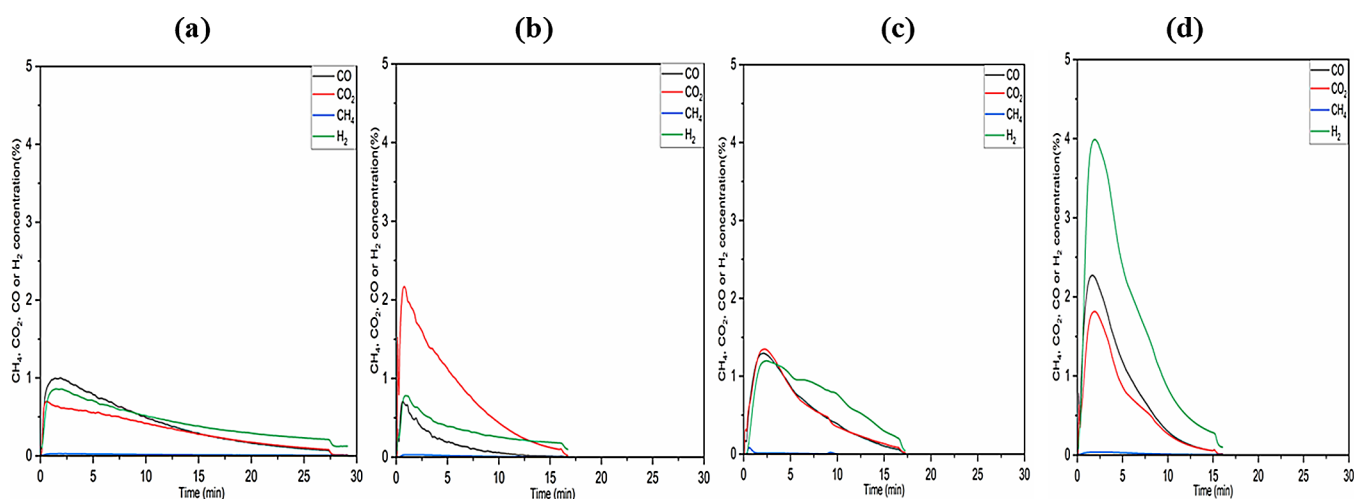 (a)
(b)
(c)
(d)
CH₄, CO₂, CO or H₂ concentration(%)
5
4
3
2
1
0
CO
CO₂
CH₄
H₂
0 5 10 15 20 25 30
Time (min)
CH₄, CO₂, CO or H₂ concentration(%)
5
4
3
2
1
0
CO
CO₂
CH₄
H₂
0 5 10 15 20 25 30
Time (min)
CH₄, CO₂, CO or H₂ concentration(%)
5
4
3
2
1
0
CO
CO₂
CH₄
H₂
0 5 10 15 20 25 30
Time (min)
CH₄, CO₂, CO or H₂ concentration(%)
5
4
3
2
1
0
CO
CO₂
CH₄
H₂
0 5 10 15 20 25 30
Time (min)